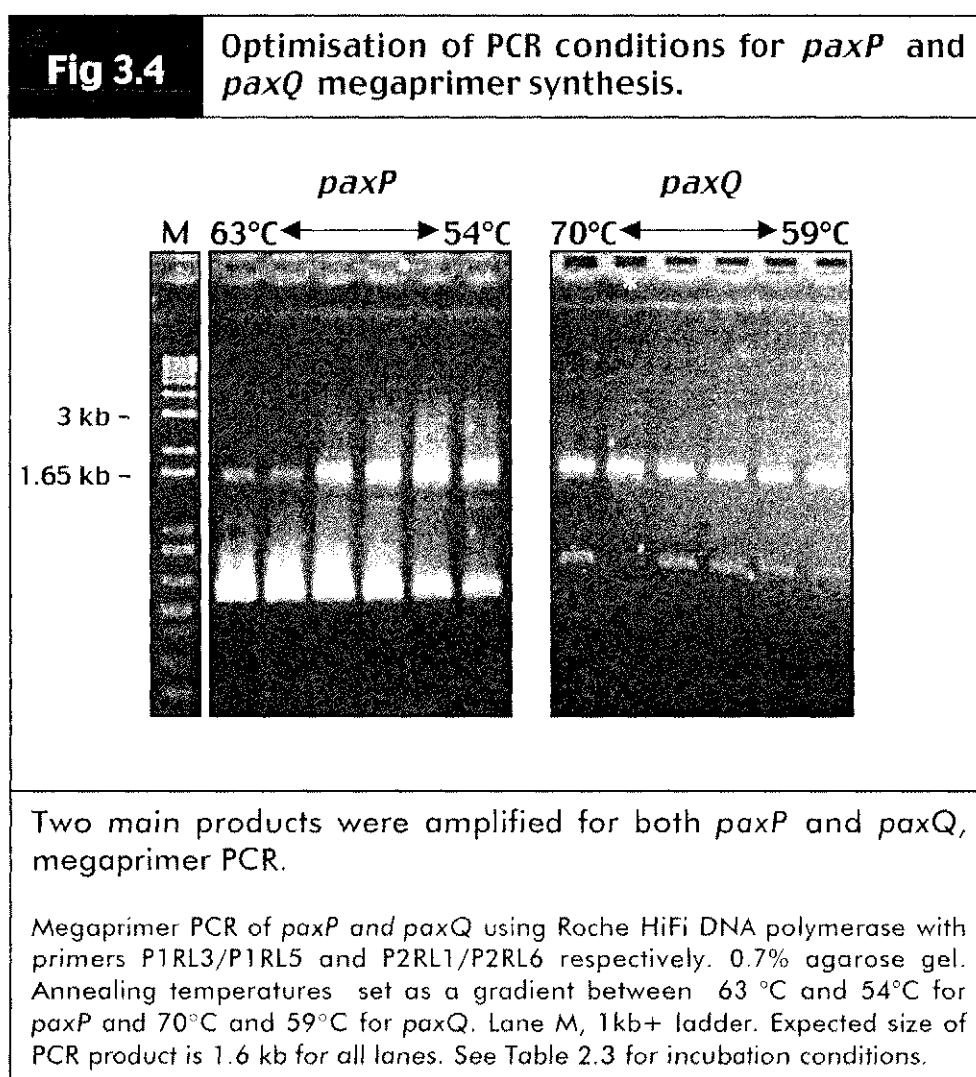 Fig 3.4
Optimisation of PCR conditions for paxP and
paxQ megaprimer synthesis.
paxP
paxQ
M 63°C 54°C 70°C 59°C
3 kb -
1.65 kb -
Two main products were amplified for both paxP and paxQ,
megaprimer PCR.
Megaprimer PCR of paxP and paxQ using Roche HiFi DNA polymerase with
primers P1RL3/P1RL5 and P2RL1/P2RL6 respectively. 0.7% agarose gel.
Annealing temperatures set as a gradient between 63 °C and 54°C for
paxP and 70°C and 59°C for paxQ. Lane M, 1kb+ ladder. Expected size of
PCR product is 1.6 kb for all lanes. See Table 2.3 for incubation conditions.